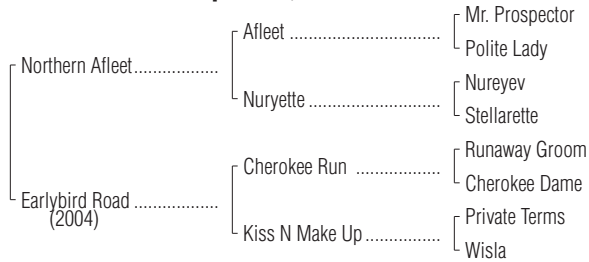 Mr. Prospector
Afleet ................................
Polite Lady
Northern Afleet..................
Nureyev
Nuryette ............................
Stellarette
Runaway Groom
Cherokee Run ..................
Cherokee Dame
Earlybird Road ..................
(2004)
Private Terms
Kiss N Make Up................
Wisla